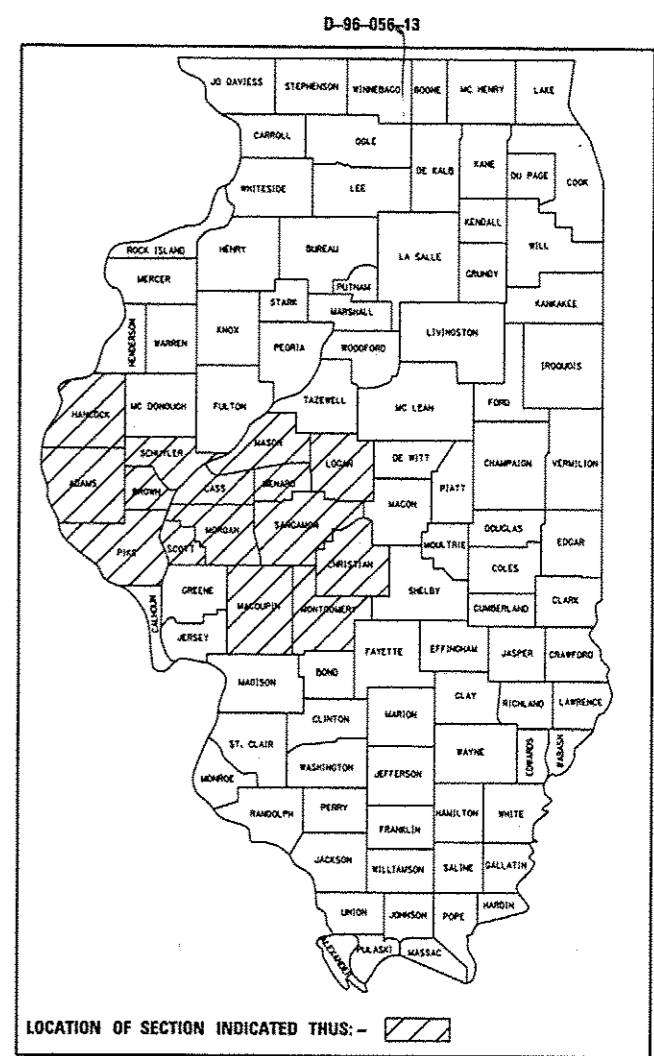 D-96-056-13
JO DAVIESS
STEPHENSON
WINNEBAGO
BOONE
MC HENRY
LAKE
CARROLL
OGLE
DE KALB
KANE
DU PAGE
COOK
WHITESIDE
LEE
KENDALL
WILL
ROCK ISLAND
HENRY
BUREAU
LA SALLE
GRUNDY
MERCER
PUTNAM
STARK
MARSHALL
KANKAKEE
HENDERSON
WARREN
KNOX
PEORIA
WOODFORD
LIVINGSTON
IROQUOIS
HANCOCK
MC DONOUGH
FULTON
TAZEWELL
MC LEAN
FORD
MASON
SCHUYLER
LOGAN
DE WITT
CHAMPAIGN
VERMILION
ADAMS
BROWN
CASS
MENARD
MACON
PIATT
MORGAN
SANGAMON
DOUGLAS
EDGAR
PIKE
SCOTT
CHRISTIAN
MOULTRIE
COLES
GREENE
MACOUPIN
MONTGOMERY
SHELBY
CUMBERLAND
CLARK
CALHOUN
JERSEY
FAYETTE
EFFINGHAM
JASPER
CRAWFORD
MADISON
BOND
CLAY
RICHLAND
LAWRENCE
CLINTON
MARION
ST. CLAIR
WAYNE
EDWARDS
WABASH
WASHINGTON
JEFFERSON
MONROE
RANDOLPH
PERRY
HAMILTON
WHITE
FRANKLIN
JACKSON
WILLIAMSON
SALINE
GALLATIN
UNION
JOHNSON
POPE
HARDIN
ALEXANDER
PULASKI
MASSAC
LOCATION OF SECTION INDICATED THUS: -